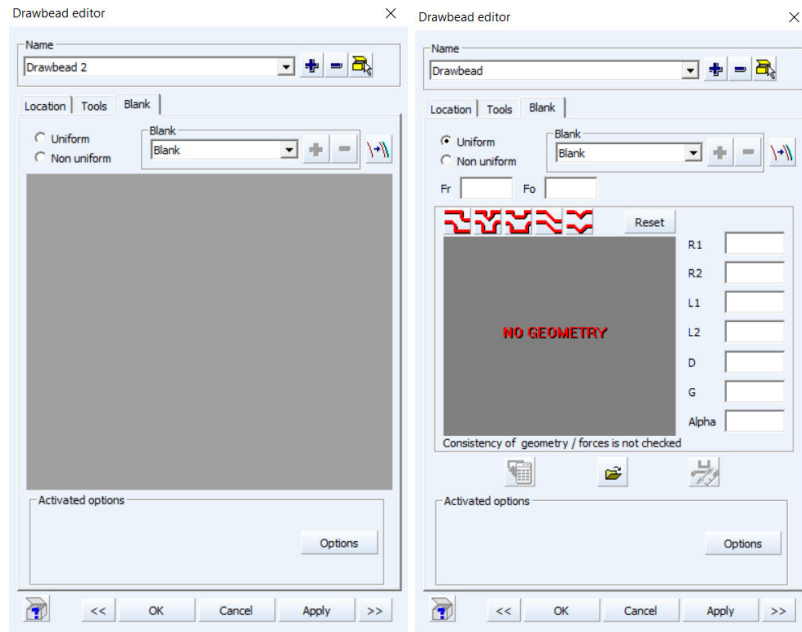 Drawbead editor
Name
Drawbead 2
Location Tools Blank
Uniform
Non uniform
Blank
Blank
Activated options
Options
<< OK Cancel Apply >>
Drawbead editor
Name
Drawbead
Location Tools Blank
Uniform
Non uniform
Blank
Blank
Fr Fo
Reset
NO GEOMETRY
R1
R2
L1
L2
D
G
Alpha
Consistency of geometry / forces is not checked
Activated options
Options
<< OK Cancel Apply >>